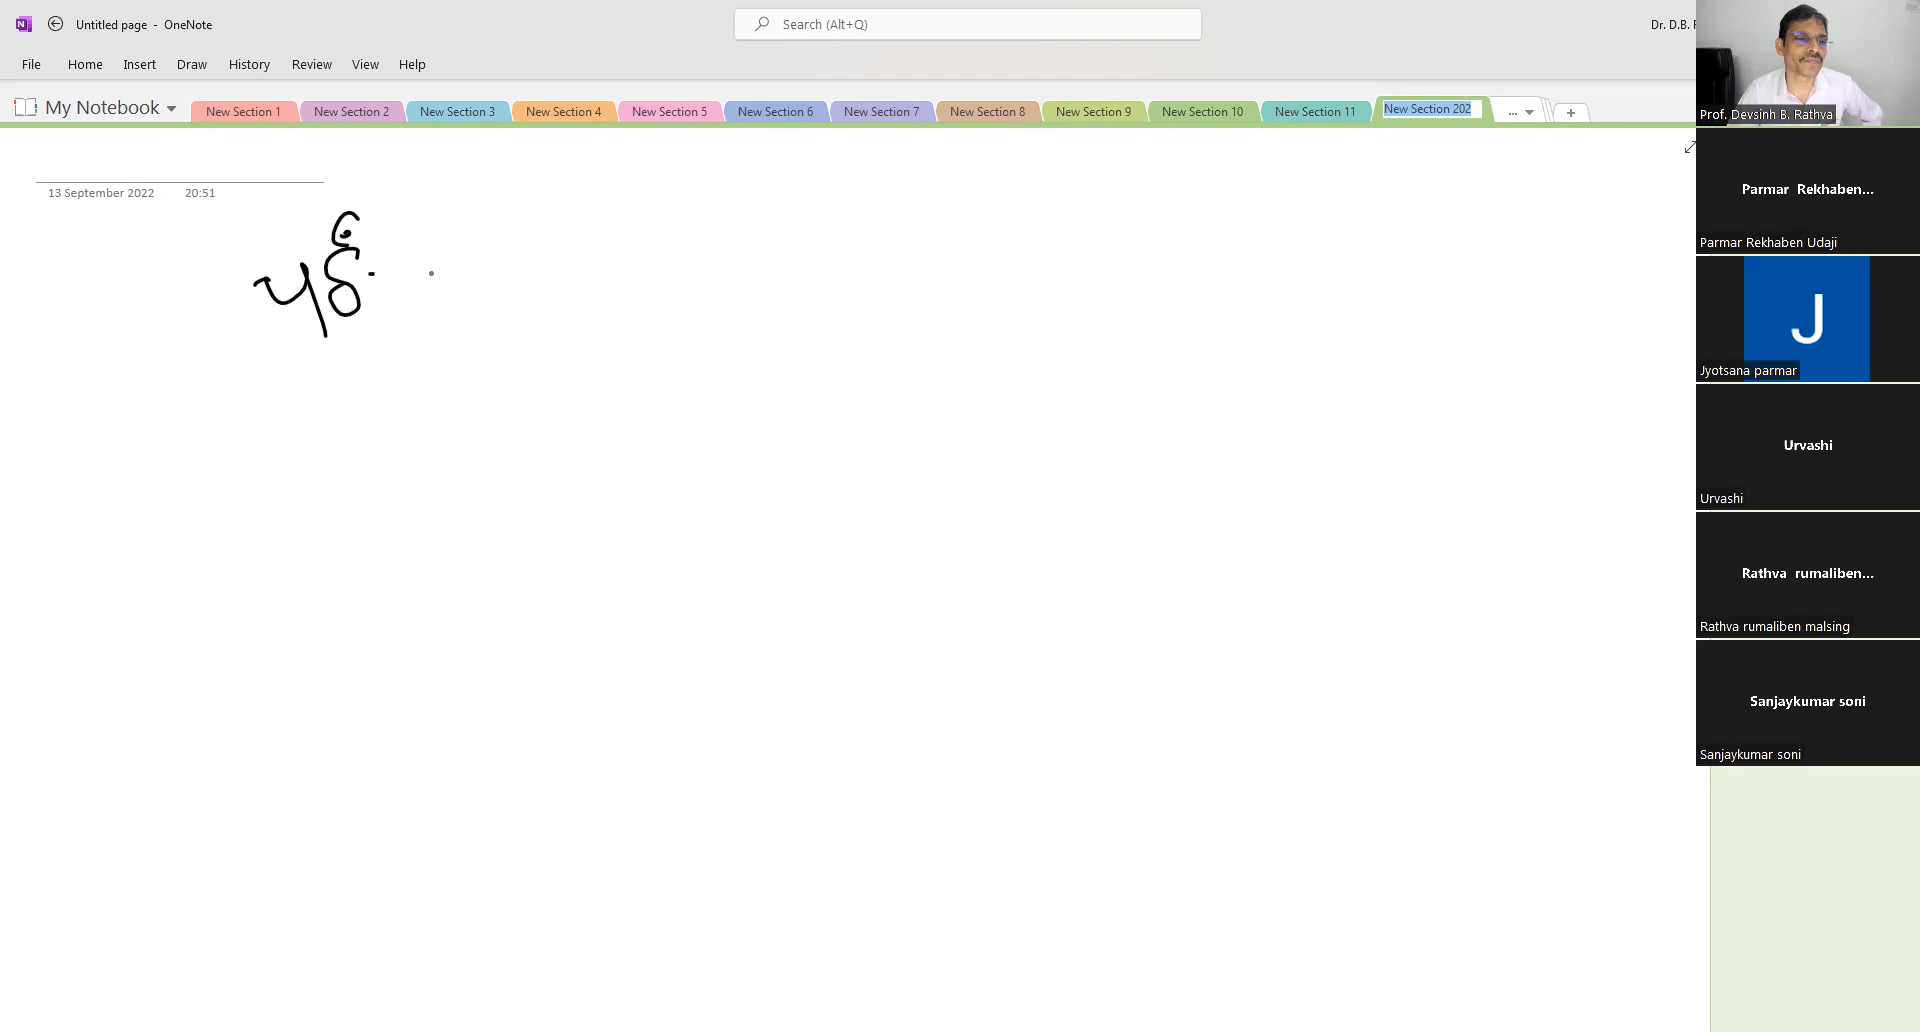 Untitled page - OneNote
Search (Alt+Q)
Dr. D.B.
File Home Insert Draw History Review View Help
My Notebook
New Section 1 New Section 2 New Section 3 New Section 4 New Section 5 New Section 6 New Section 7 New Section 8 New Section 9 New Section 10 New Section 11 New Section 202 ...
13 September 2022 20:51
Prof. Devsinh B. Rathva
Parmar Rekhaben...
Parmar Rekhaben Udaji
J
Jyotsana parmar
Urvashi
Urvashi
Rathva rumaliben...
Rathva rumaliben malsing
Sanjaykumar soni
Sanjaykumar soni